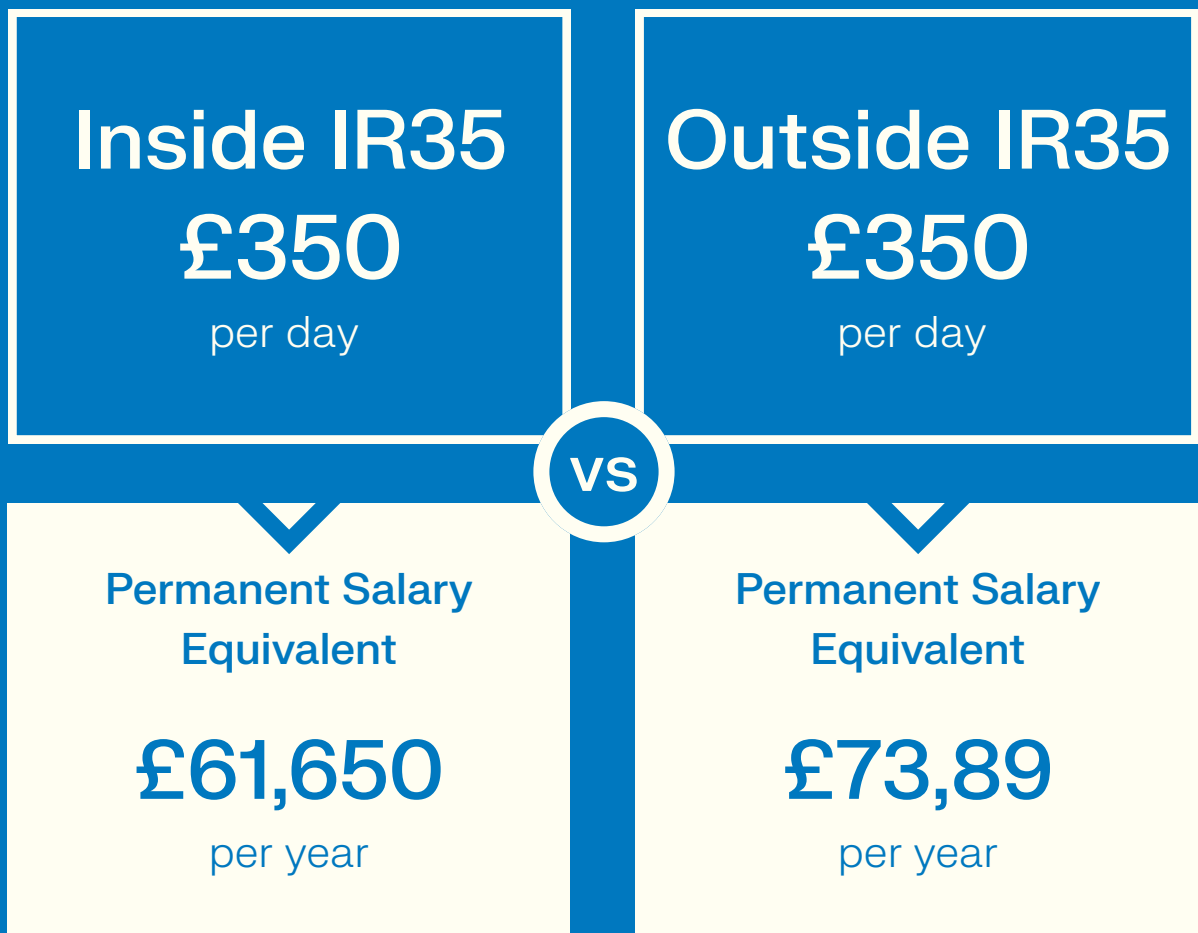 Inside IR35
£350
per day
Outside IR35
£350
per day
VS
Permanent Salary
Equivalent
£61,650
per year
Permanent Salary
Equivalent
£73,89
per year